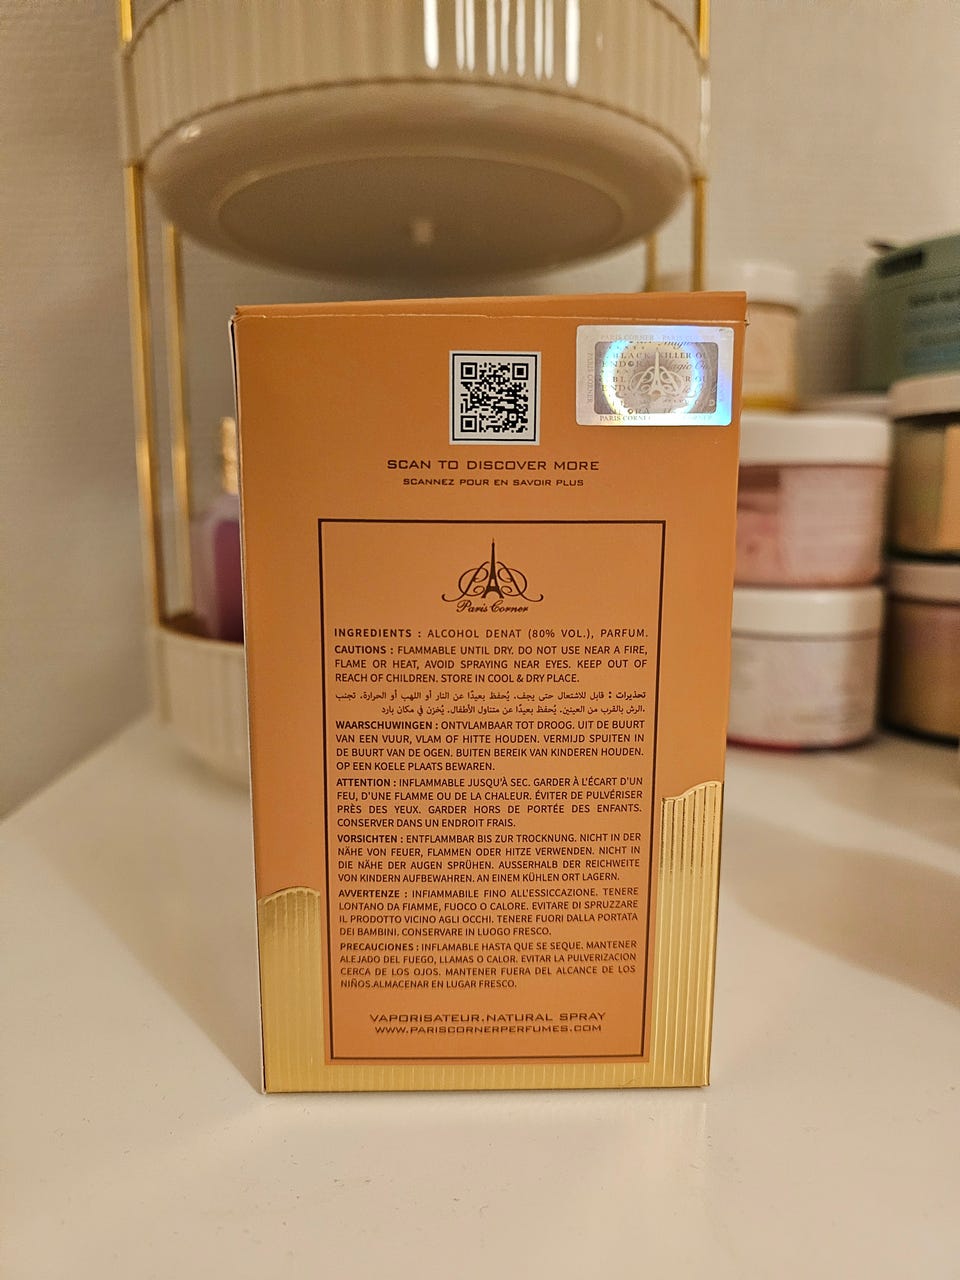 PARIS CORNER
BLACK KILLER OU
PARIS CORNER
SCAN TO DISCOVER MORE
SCANNEZ POUR EN SAVOIR PLUS
Paris Corner
INGREDIENTS : ALCOHOL DENAT (80% VOL.), PARFUM.
CAUTIONS : FLAMMABLE UNTIL DRY. DO NOT USE NEAR A FIRE,
FLAME OR HEAT, AVOID SPRAYING NEAR EYES. KEEP OUT OF
REACH OF CHILDREN. STORE IN COOL & DRY PLACE.
تحذيرات : قابل للاشتعال حتى يجف. يُحفظ بعيدًا عن النار أو اللهب أو الحرارة. تجنب
الرش بالقرب من العينين. يُحفظ بعيدًا عن متناول الأطفال. يُخزن في مكان بارد.
WAARSCHUWINGEN : ONTVLAMBAAR TOT DROOG. UIT DE BUURT
VAN EEN VUUR, VLAM OF HITTE HOUDEN. VERMIJD SPUITEN IN
DE BUURT VAN DE OGEN. BUITEN BEREIK VAN KINDEREN HOUDEN.
OP EEN KOELE PLAATS BEWAREN.
ATTENTION : INFLAMMABLE JUSQU'À SEC. GARDER À L'ÉCART D'UN
FEU, D'UNE FLAMME OU DE LA CHALEUR. ÉVITER DE PULVÉRISER
PRÈS DES YEUX. GARDER HORS DE PORTÉE DES ENFANTS.
CONSERVER DANS UN ENDROIT FRAIS.
VORSICHTEN : ENTFLAMMBAR BIS ZUR TROCKNUNG. NICHT IN DER
NÄHE VON FEUER, FLAMMEN ODER HITZE VERWENDEN. NICHT IN
DIE NÄHE DER AUGEN SPRÜHEN. AUSSERHALB DER REICHWEITE
VON KINDERN AUFBEWAHREN. AN EINEM KÜHLEN ORT LAGERN.
AVVERTENZE : INFIAMMABILE FINO ALL'ESSICCAZIONE. TENERE
LONTANO DA FIAMME, FUOCO O CALORE. EVITARE DI SPRUZZARE
IL PRODOTTO VICINO AGLI OCCHI. TENERE FUORI DALLA PORTATA
DEI BAMBINI. CONSERVARE IN LUOGO FRESCO.
PRECAUCIONES : INFLAMABLE HASTA QUE SE SEQUE. MANTENER
ALEJADO DEL FUEGO, LLAMAS O CALOR. EVITAR LA PULVERIZACION
CERCA DE LOS OJOS. MANTENER FUERA DEL ALCANCE DE LOS
NIÑOS.ALMACENAR EN LUGAR FRESCO.
VAPORISATEUR.NATURAL SPRAY
WWW.PARISCORNERPERFUMES.COM